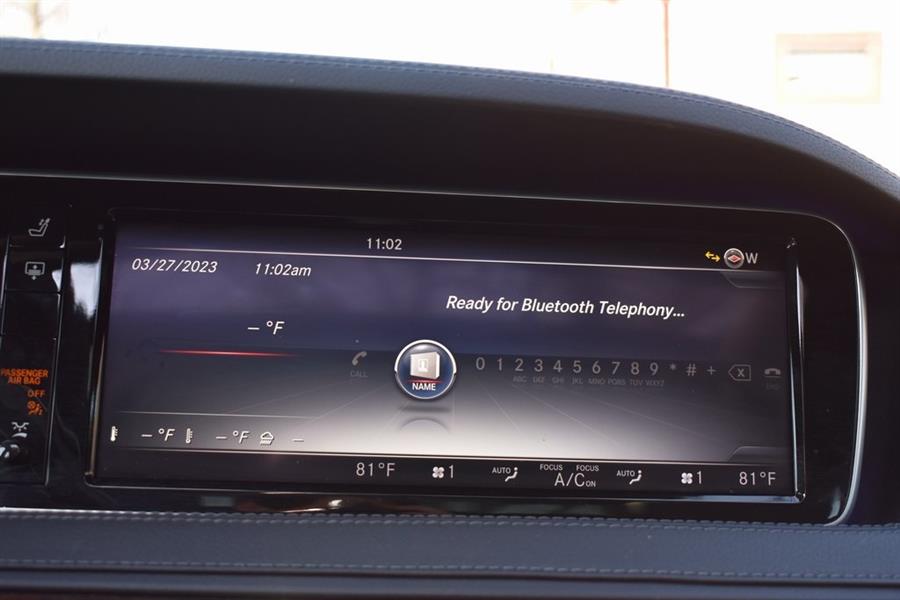 11:02
W
03/27/2023 11:02am
Ready for Bluetooth Telephony...
– °F
CALL
NAME
0 1 2 3 4 5 6 7 8 9 * # +
ABC DEF GHI JKL MNO PQRS TUV WXYZ
X
END
PASSENGER
AIR BAG
OFF
– °F – °F –
81°F 1 AUTO FOCUS A/C ON FOCUS AUTO 1 81°F